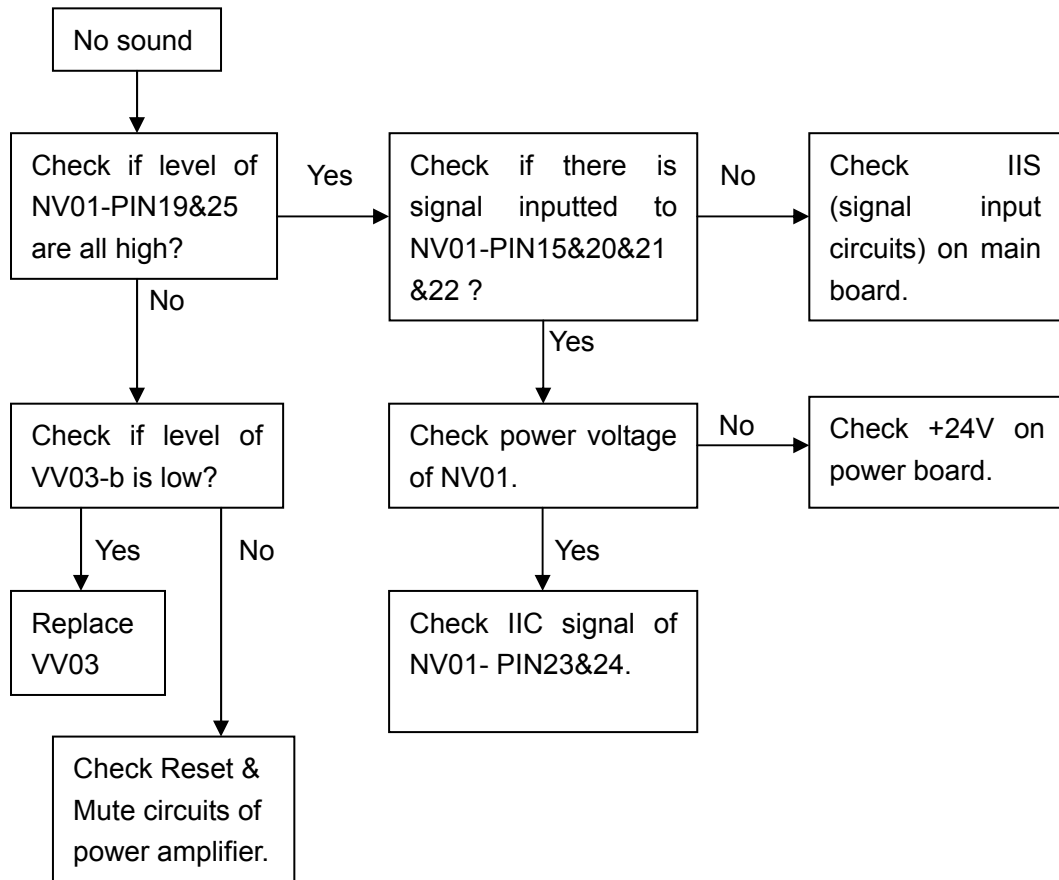 No sound
Check if level of
NV01-PIN19&25
are all high?
Yes
Check if there is
signal inputted to
NV01-PIN15&20&21
&22 ?
No
Check IIS
(signal input
circuits) on main
board.
No
Yes
Check if level of
VV03-b is low?
Check power voltage
of NV01.
No
Check +24V on
power board.
Yes
No
Yes
Replace
VV03
Check IIC signal of
NV01- PIN23&24.
Check Reset &
Mute circuits of
power amplifier.